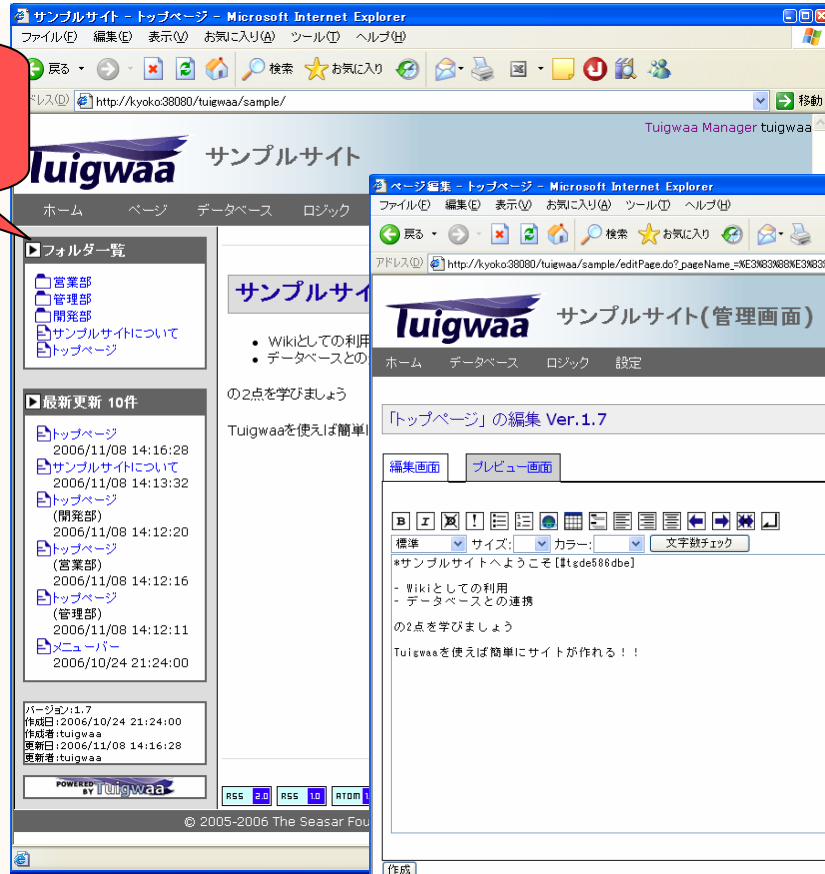 サンプルサイト - トップページ - Microsoft Internet Explorer
ファイル(F) 編集(E) 表示(V) お気に入り(A) ツール(T) ヘルプ(H)
戻る 検索 お気に入り
ドレス(D) http://kyoko:38080/tuigwaa/sample/ 移動
Tuigwaa Manager tuigwaa
Tuigwaa サンプルサイト
ホーム ページ データベース ロジック
フォルダ一覧
営業部
管理部
開発部
サンプルサイトについて
トップページ
最新更新 10件
トップページ
2006/11/08 14:16:28
サンプルサイトについて
2006/11/08 14:13:32
トップページ
(開発部)
2006/11/08 14:12:20
トップページ
(営業部)
2006/11/08 14:12:16
トップページ
(管理部)
2006/11/08 14:12:11
メニューバー
2006/10/24 21:24:00
バージョン:1.7
作成日:2006/10/24 21:24:00
作成者:tuigwaa
更新日:2006/11/08 14:16:28
更新者:tuigwaa
POWERED BY Tuigwaa
サンプルサイ
• Wikiとしての利用
• データベースとの
の2点を学びましょう
Tuigwaaを使えば簡単
RSS 2.0 RSS 1.0 ATOM
© 2005-2006 The Seasar Fou
ページ編集 - トップページ - Microsoft Internet Explorer
ファイル(F) 編集(E) 表示(V) お気に入り(A) ツール(T) ヘルプ(H)
戻る 検索 お気に入り
アドレス(D) http://kyoko:38080/tuigwaa/sample/editPage.do?_pageName_=%E3%83%88%E3%83
Tuigwaa サンプルサイト(管理画面)
ホーム データベース ロジック 設定
「トップページ」の編集 Ver.1.7
編集画面 プレビュー画面
B I
標準 サイズ: カラー: 文字数チェック
*サンプルサイトへようこそ[#tgde586dbe]
- Wikiとしての利用
- データベースとの連携
の2点を学びましょう
Tuigwaaを使えば簡単にサイトが作れる！！
作成